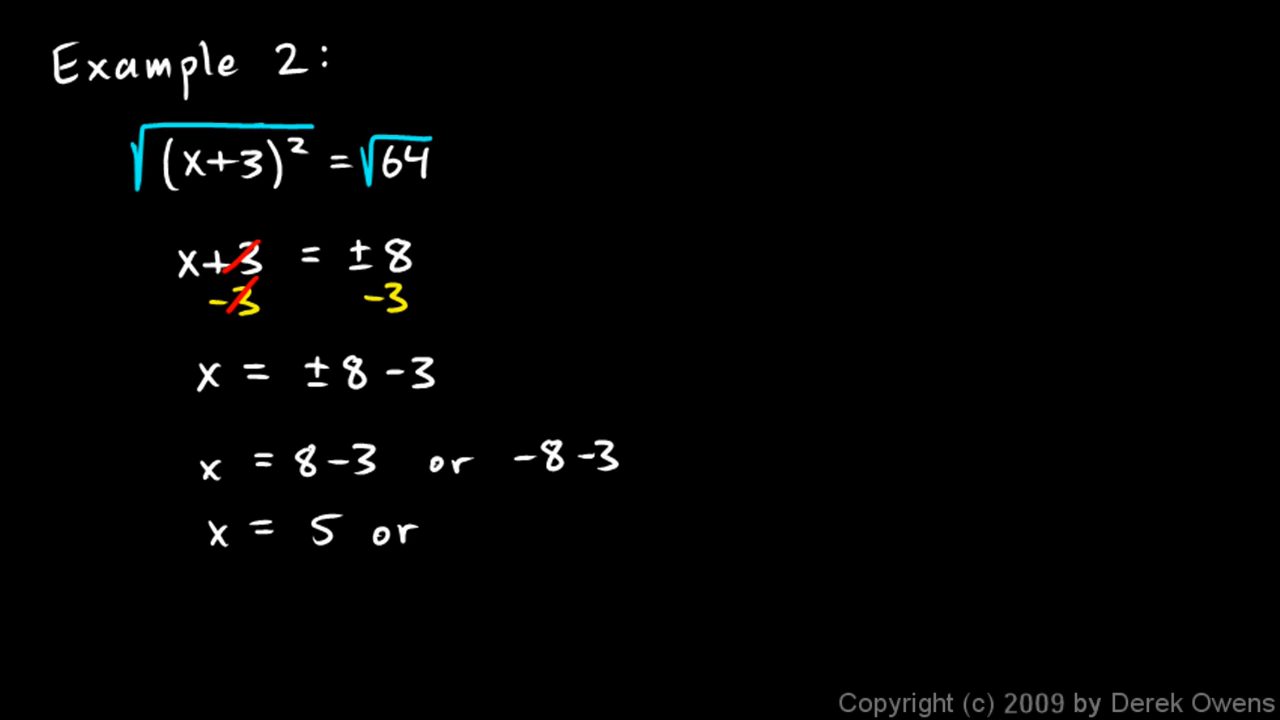 Example 2:
√(x+3)² = √64
x+3 = ±8
-3 -3
x = ±8-3
x = 8-3 or -8-3
x = 5 or
Copyright (c) 2009 by Derek Owens